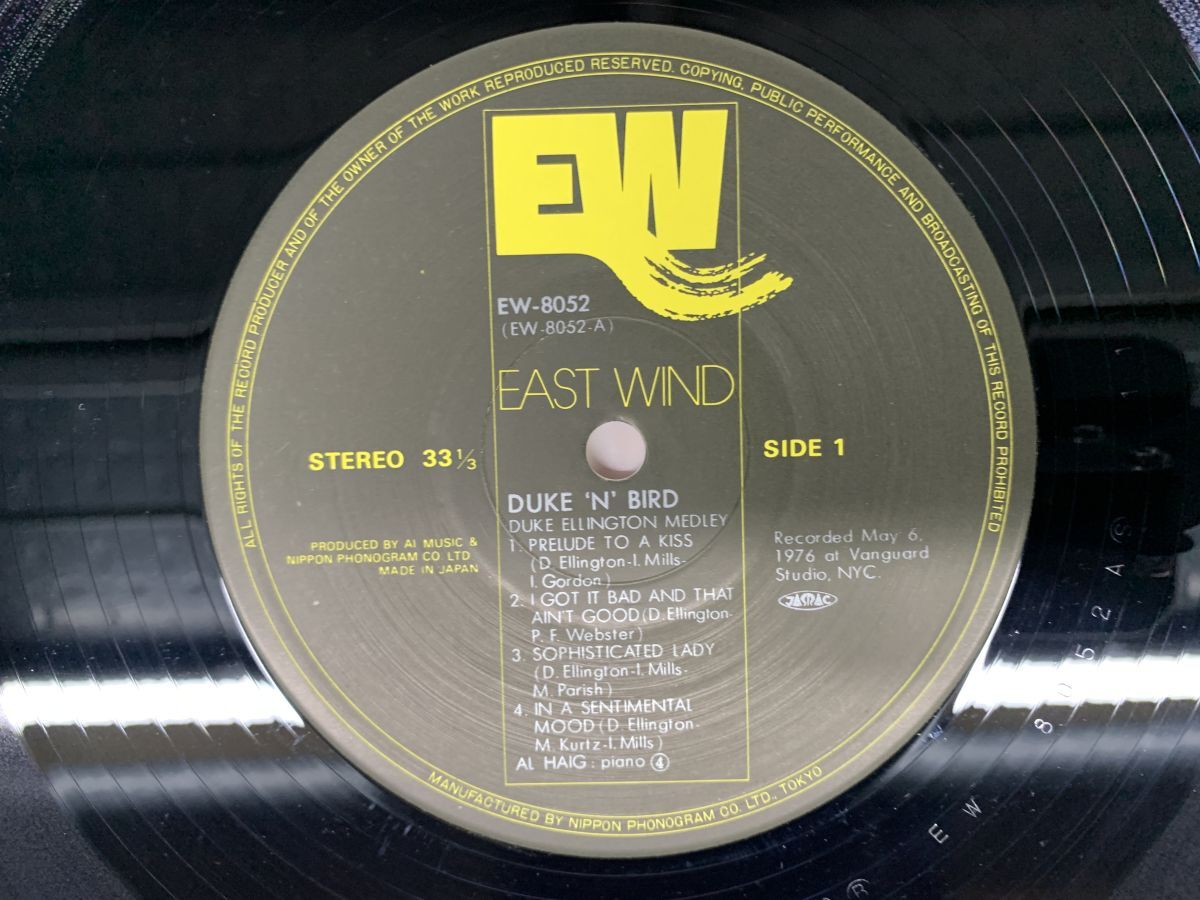 ALL RIGHTS OF THE RECORD PRODUCER AND OF THE OWNER OF THE WORK REPRODUCED RESERVED. COPYING, PUBLIC PERFORMANCE AND BROADCASTING OF THIS RECORD PROHIBITED
EW
EW-8052
(EW-8052-A)
EAST WIND
STEREO 33 1/3
SIDE 1
DUKE 'N' BIRD
DUKE ELLINGTON MEDLEY
1. PRELUDE TO A KISS
(D. Ellington-I. Mills-
I. Gordon)
2. I GOT IT BAD AND THAT
AIN'T GOOD (D. Ellington-
P. F. Webster)
3. SOPHISTICATED LADY
(D. Ellington-I. Mills-
M. Parish)
4. IN A SENTIMENTAL
MOOD (D. Ellington-
M. Kurtz-I. Mills)
AL HAIG : piano ④
PRODUCED BY AI MUSIC &
NIPPON PHONOGRAM CO LTD.
MADE IN JAPAN
Recorded May 6,
1976 at Vanguard
Studio, NYC.
JASRAC
MANUFACTURED BY NIPPON PHONOGRAM CO. LTD., TOKYO
EW 8052 A Ⓢ 11